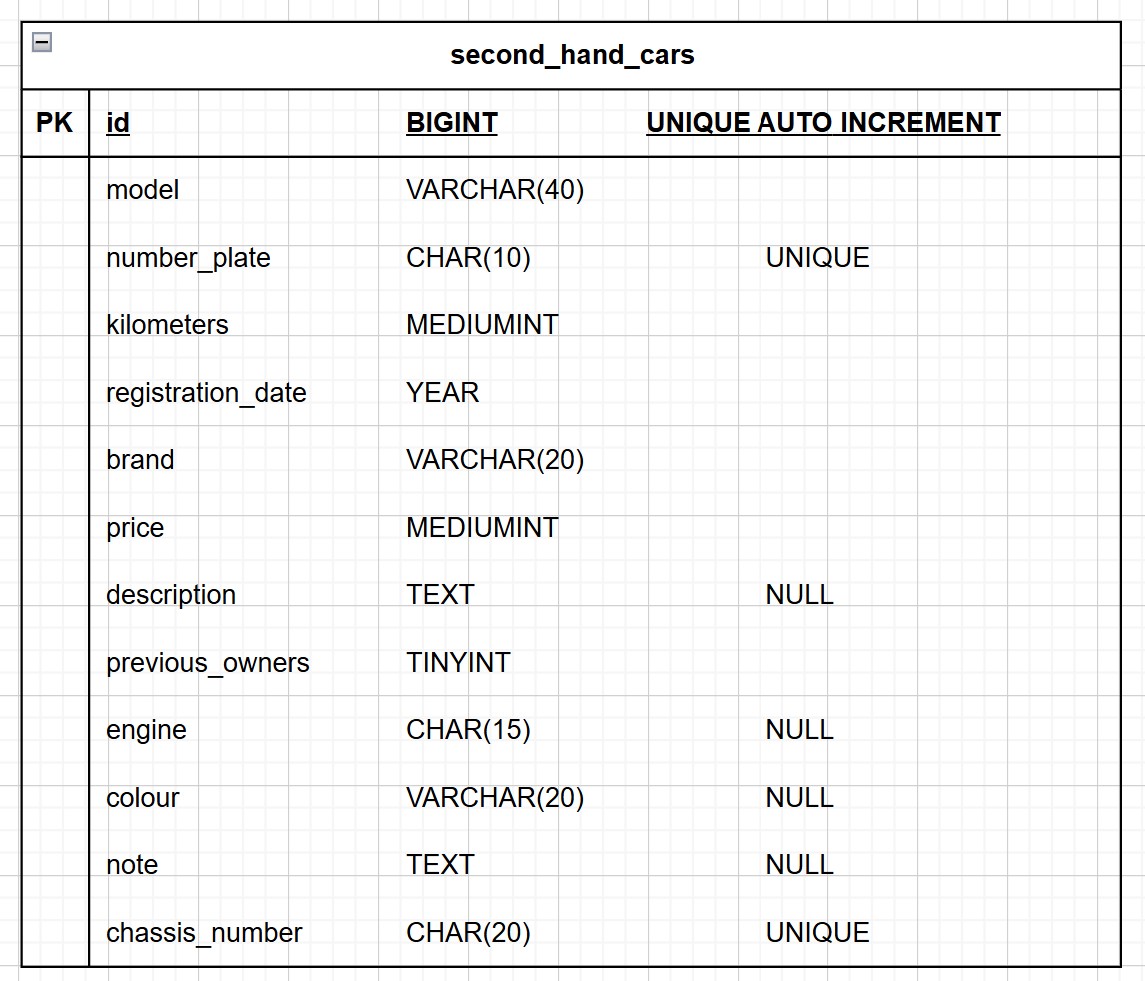 second_hand_cars
PK id BIGINT UNIQUE AUTO INCREMENT
model VARCHAR(40)
number_plate CHAR(10) UNIQUE
kilometers MEDIUMINT
registration_date YEAR
brand VARCHAR(20)
price MEDIUMINT
description TEXT NULL
previous_owners TINYINT
engine CHAR(15) NULL
colour VARCHAR(20) NULL
note TEXT NULL
chassis_number CHAR(20) UNIQUE